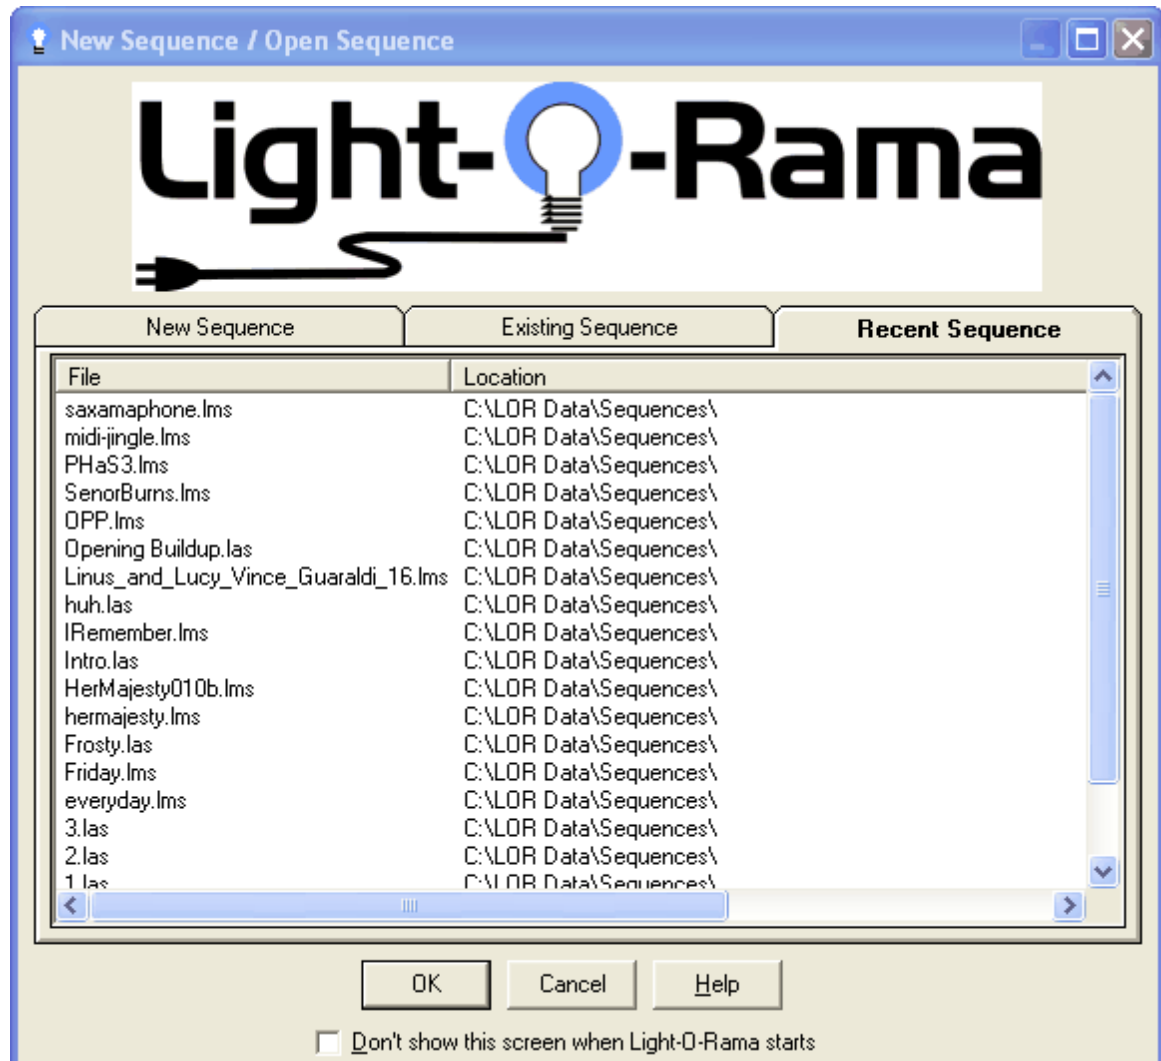 New Sequence / Open Sequence
Light-O-Rama
New Sequence Existing Sequence Recent Sequence
File Location
saxamaphone.lms C:\LOR Data\Sequences\
midi-jingle.lms C:\LOR Data\Sequences\
PHaS3.lms C:\LOR Data\Sequences\
SenorBurns.lms C:\LOR Data\Sequences\
OPP.lms C:\LOR Data\Sequences\
Opening Buildup.las C:\LOR Data\Sequences\
Linus_and_Lucy_Vince_Guaraldi_16.lms C:\LOR Data\Sequences\
huh.las C:\LOR Data\Sequences\
IRemember.lms C:\LOR Data\Sequences\
Intro.las C:\LOR Data\Sequences\
HerMajesty010b.lms C:\LOR Data\Sequences\
hermajesty.lms C:\LOR Data\Sequences\
Frosty.las C:\LOR Data\Sequences\
Friday.lms C:\LOR Data\Sequences\
everyday.lms C:\LOR Data\Sequences\
3.las C:\LOR Data\Sequences\
2.las C:\LOR Data\Sequences\
1.las C:\LOR Data\Sequences\
OK Cancel Help
Don't show this screen when Light-O-Rama starts